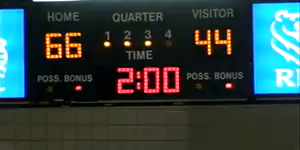 HOME QUARTER VISITOR
66 1 2 3 4 44
TIME
POSS. BONUS 2:00 POSS. BONUS